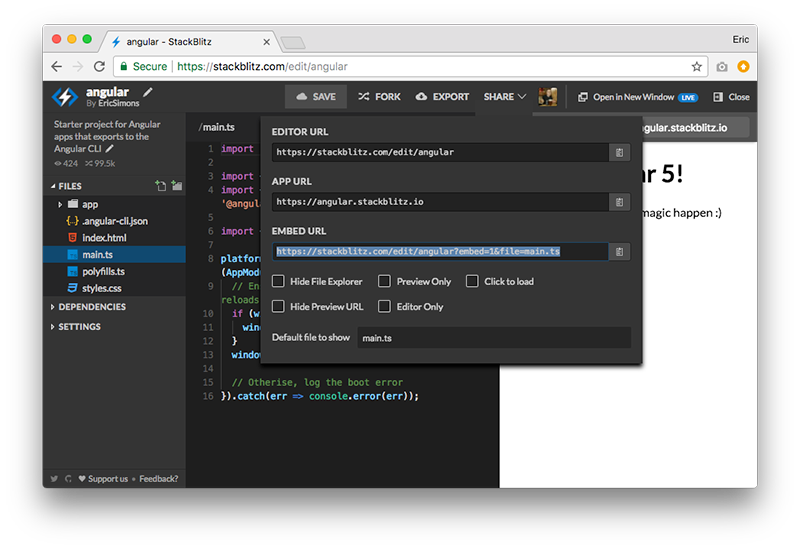 angular - StackBlitz
Eric
Secure https://stackblitz.com/edit/angular
angular
By EricSimons
SAVE FORK EXPORT SHARE Open in New Window LIVE Close
Starter project for Angular
apps that exports to the
Angular CLI
424 99.5k
FILES
app
.angular-cli.json
index.html
main.ts
polyfills.ts
styles.css
DEPENDENCIES
SETTINGS
Support us • Feedback?
/main.ts
1 import
2
3 import
4 import
'@angul
5
6 import
7
8 platform
(AppModu
9 // En
reloads
10 if (w
11 win
12 }
13 window
14
15 // Otherise, log the boot error
16 }).catch(err => console.error(err));
EDITOR URL
https://stackblitz.com/edit/angular
APP URL
https://angular.stackblitz.io
EMBED URL
https://stackblitz.com/edit/angular?embed=1&file=main.ts
Hide File Explorer Preview Only Click to load
Hide Preview URL Editor Only
Default file to show main.ts
gular.stackblitz.io
r 5!
magic happen :)